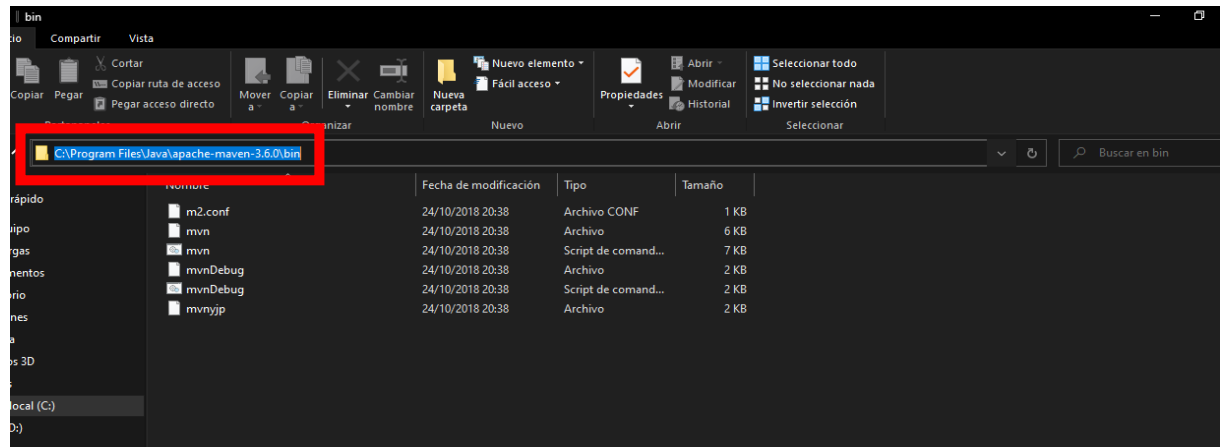 bin
Compartir Vista
Cortar
Copiar ruta de acceso
Pegar acceso directo
Copiar Pegar
Mover a
Copiar a
Eliminar Cambiar nombre
Nueva carpeta
Nuevo elemento
Fácil acceso
Propiedades
Abrir
Modificar
Historial
Seleccionar todo
No seleccionar nada
Invertir selección
Nuevo Abrir Seleccionar
C:\Program Files\Java\apache-maven-3.6.0\bin
Buscar en bin
Nombre Fecha de modificación Tipo Tamaño
m2.conf 24/10/2018 20:38 Archivo CONF 1 KB
mvn 24/10/2018 20:38 Archivo 6 KB
mvn 24/10/2018 20:38 Script de comand... 7 KB
mvnDebug 24/10/2018 20:38 Archivo 2 KB
mvnDebug 24/10/2018 20:38 Script de comand... 2 KB
mvnyjp 24/10/2018 20:38 Archivo 2 KB
rápido
3D
local (C:)